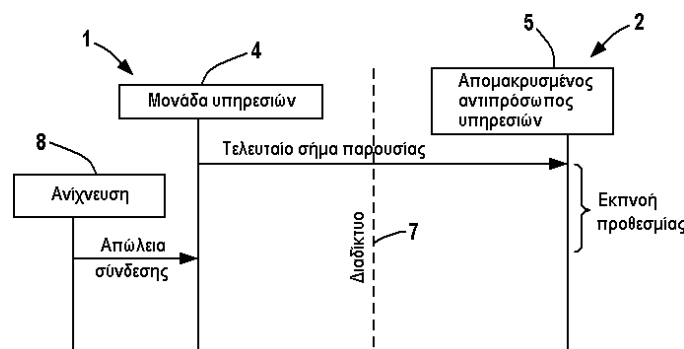 1
4
5
2
Μονάδα υπηρεσιών
Απομακρυσμένος
αντιπρόσωπος
υπηρεσιών
8
Τελευταίο σήμα παρουσίας
Ανίχνευση
Εκπνοή
προθεσμίας
7
Απώλεια
σύνδεσης
Διαδίκτυο